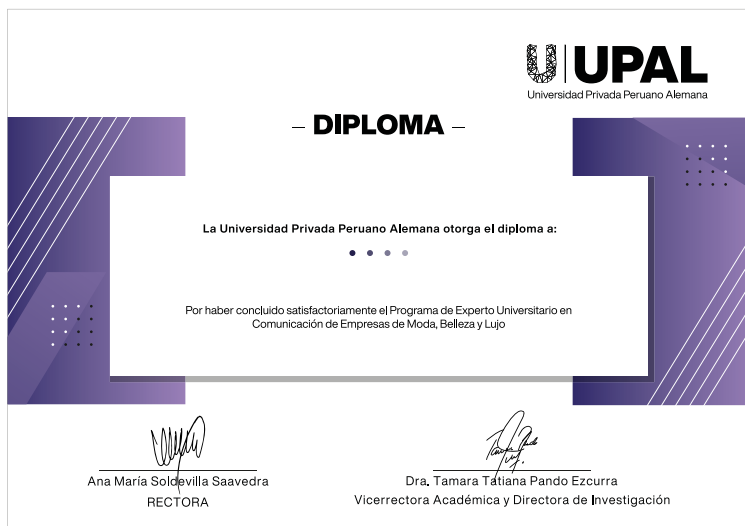 UPAL
Universidad Privada Peruano Alemana
– DIPLOMA –
La Universidad Privada Peruano Alemana otorga el diploma a:
Por haber concluido satisfactoriamente el Programa de Experto Universitario en
Comunicación de Empresas de Moda, Belleza y Lujo
Ana María Soldevilla Saavedra
RECTORA
Dra. Tamara Tatiana Pando Ezcurra
Vicerrectora Académica y Directora de Investigación